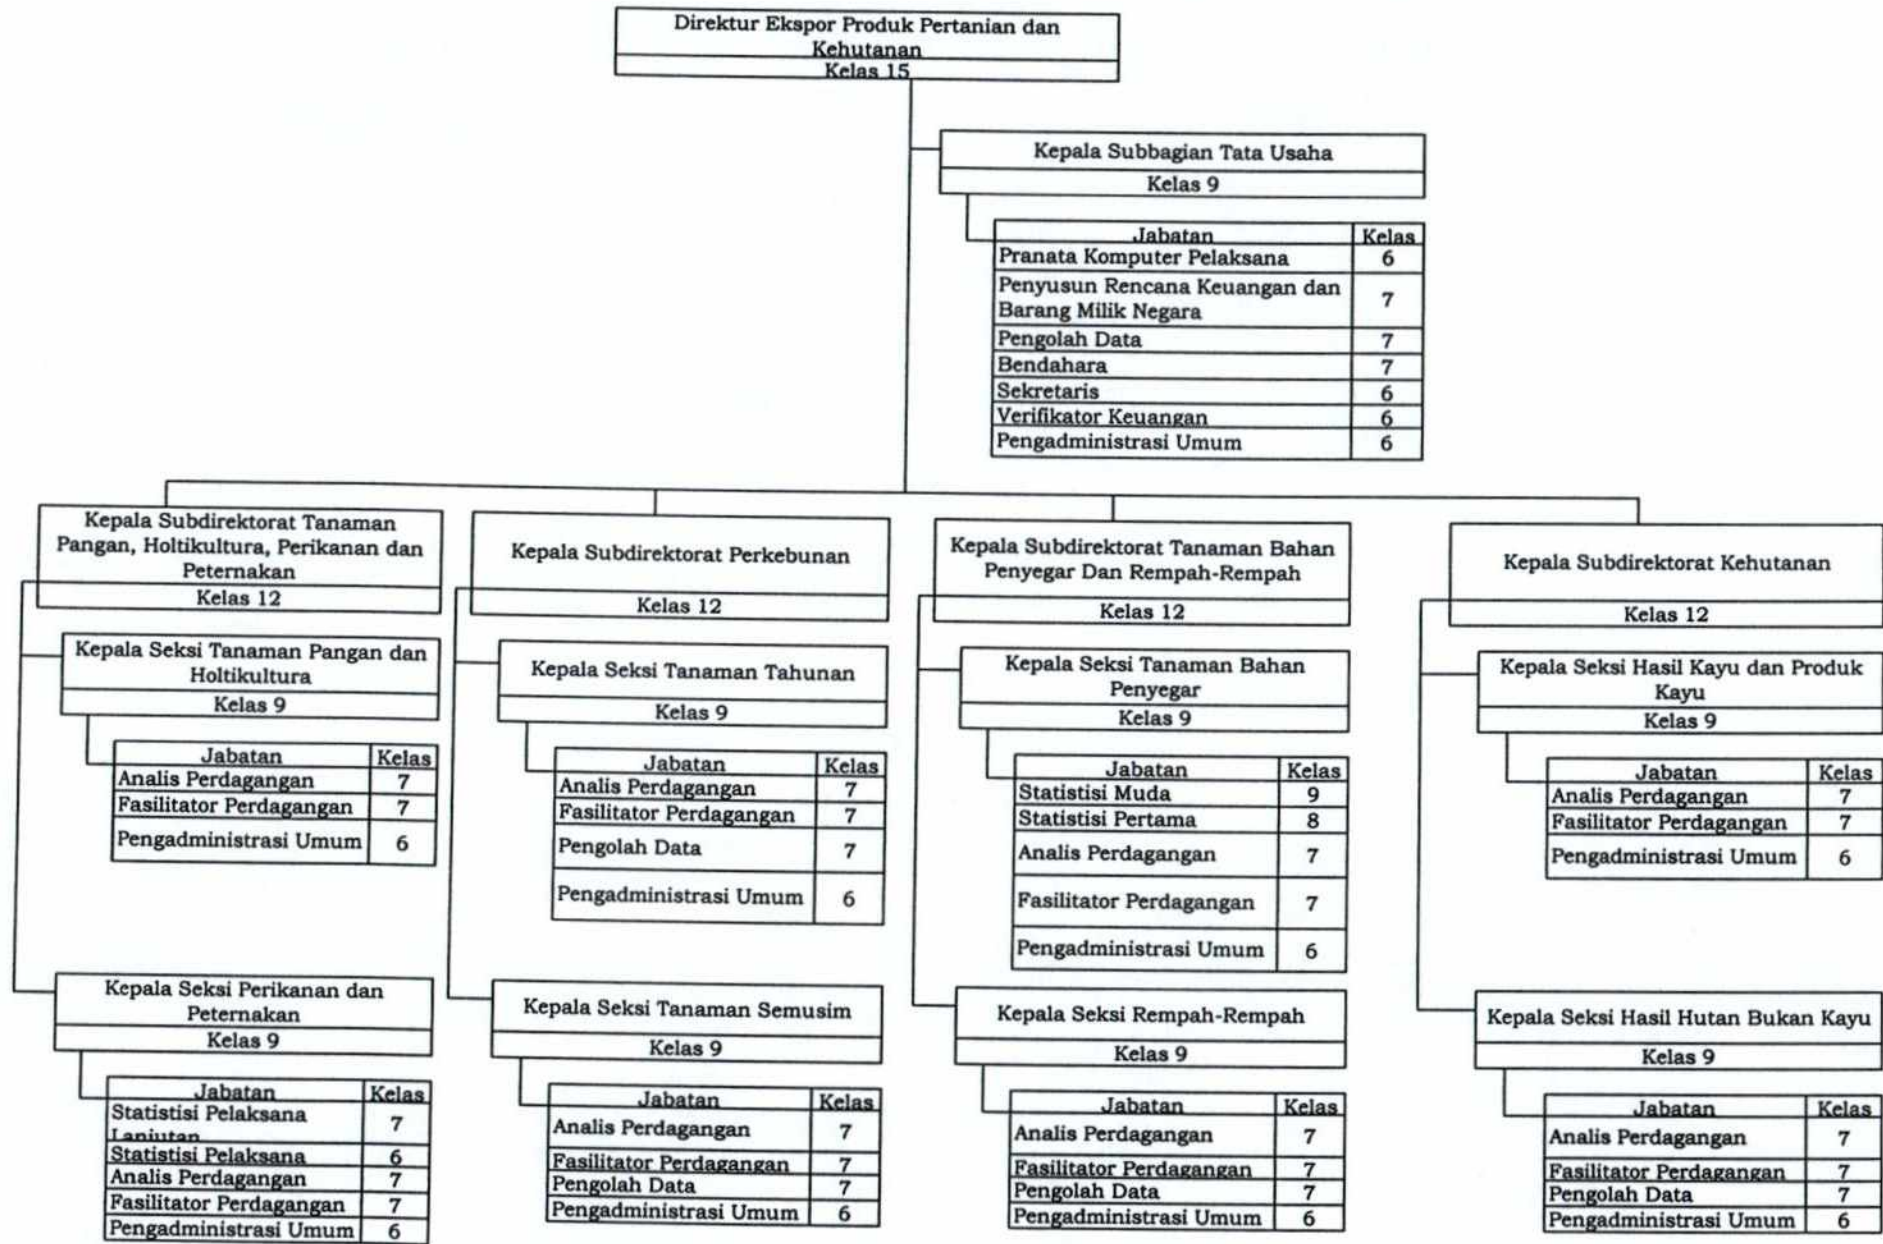 Direktur Ekspor Produk Pertanian dan
Kehutanan
Kelas 15
Kepala Subbagian Tata Usaha
Kelas 9
Jabatan Kelas
Pranata Komputer Pelaksana 6
Penyusun Rencana Keuangan dan
Barang Milik Negara 7
Pengolah Data 7
Bendahara 7
Sekretaris 6
Verifikator Keuangan 6
Pengadministrasi Umum 6
Kepala Subdirektorat Tanaman
Pangan, Holtikultura, Perikanan dan
Peternakan
Kelas 12
Kepala Seksi Tanaman Pangan dan
Holtikultura
Kelas 9
Jabatan Kelas
Analis Perdagangan 7
Fasilitator Perdagangan 7
Pengadministrasi Umum 6
Kepala Seksi Perikanan dan
Peternakan
Kelas 9
Jabatan Kelas
Statistisi Pelaksana
Lanjutan 7
Statistisi Pelaksana 6
Analis Perdagangan 7
Fasilitator Perdagangan 7
Pengadministrasi Umum 6
Kepala Subdirektorat Perkebunan
Kelas 12
Kepala Seksi Tanaman Tahunan
Kelas 9
Jabatan Kelas
Analis Perdagangan 7
Fasilitator Perdagangan 7
Pengolah Data 7
Pengadministrasi Umum 6
Kepala Seksi Tanaman Semusim
Kelas 9
Jabatan Kelas
Analis Perdagangan 7
Fasilitator Perdagangan 7
Pengolah Data 7
Pengadministrasi Umum 6
Kepala Subdirektorat Tanaman Bahan
Penyegar Dan Rempah-Rempah
Kelas 12
Kepala Seksi Tanaman Bahan
Penyegar
Kelas 9
Jabatan Kelas
Statistisi Muda 9
Statistisi Pertama 8
Analis Perdagangan 7
Fasilitator Perdagangan 7
Pengadministrasi Umum 6
Kepala Seksi Rempah-Rempah
Kelas 9
Jabatan Kelas
Analis Perdagangan 7
Fasilitator Perdagangan 7
Pengolah Data 7
Pengadministrasi Umum 6
Kepala Subdirektorat Kehutanan
Kelas 12
Kepala Seksi Hasil Kayu dan Produk
Kayu
Kelas 9
Jabatan Kelas
Analis Perdagangan 7
Fasilitator Perdagangan 7
Pengadministrasi Umum 6
Kepala Seksi Hasil Hutan Bukan Kayu
Kelas 9
Jabatan Kelas
Analis Perdagangan 7
Fasilitator Perdagangan 7
Pengolah Data 7
Pengadministrasi Umum 6